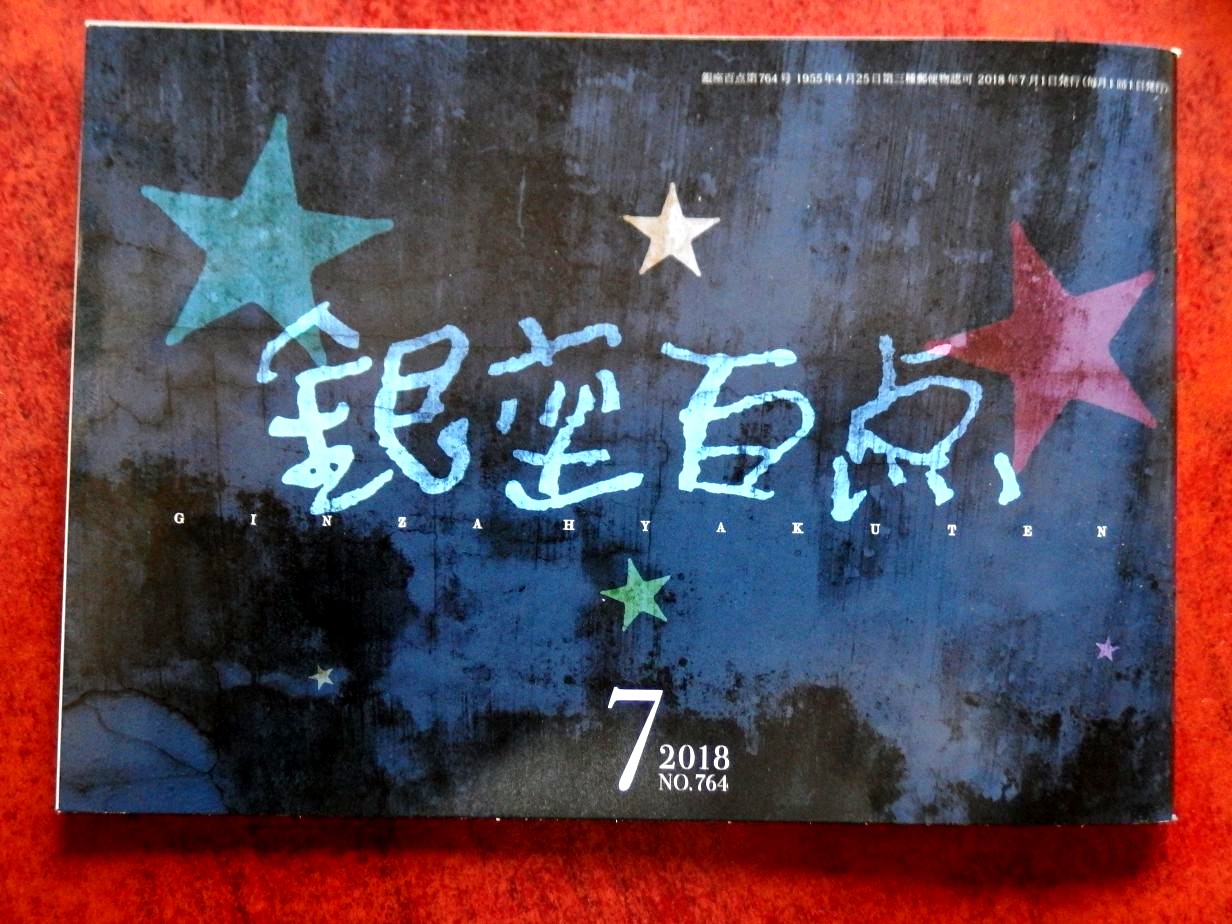 銀座百点第764号 1955年4月25日第三種郵便物認可 2018年7月1日発行(毎月1回1日発行)
銀座百点
GINZA HYAKUTEN
7
2018
NO.764